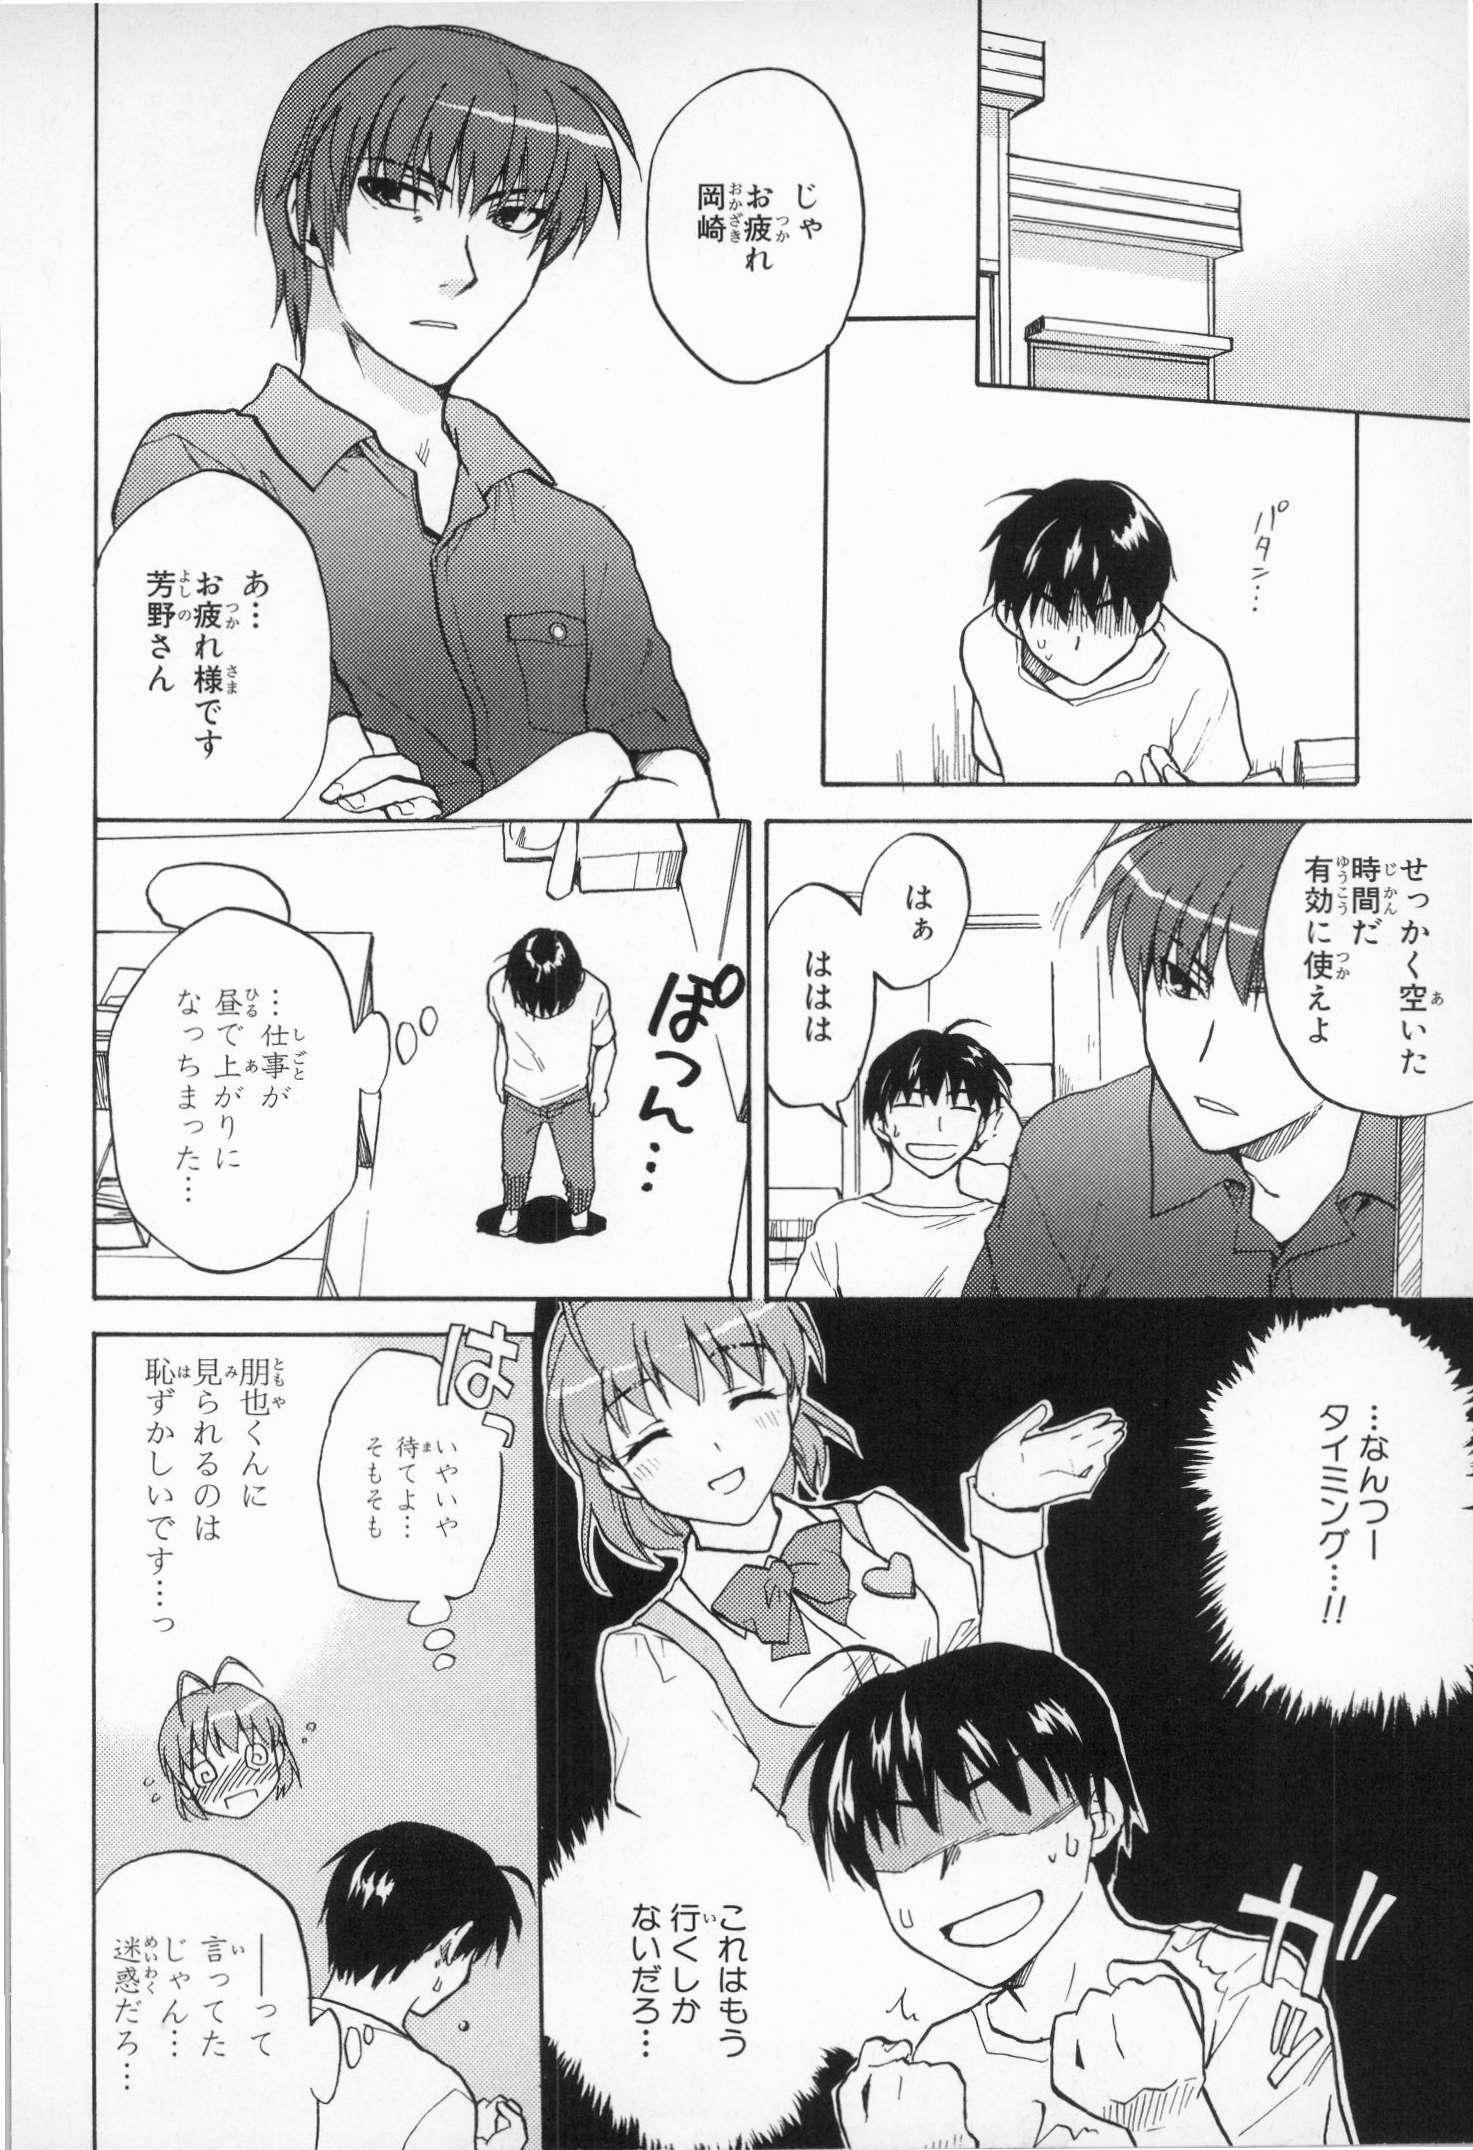 パタン…
じゃ
お疲れ
岡崎
あ…
お疲れ様です
芳野さん
せっかく空いた
時間だ
有効に使えよ
はぁ
ははは
ぽつん…
…仕事が
昼で上がりに
なっちまった…
…なんつー
タイミング…!!
これはもう
行くしか
ないだろ…
ガッ
はっ
いやいや
待てよ…
そもそも
朋也くんに
見られるのは
恥ずかしいです…っ
――って
言ってた
じゃん…
迷惑だろ…